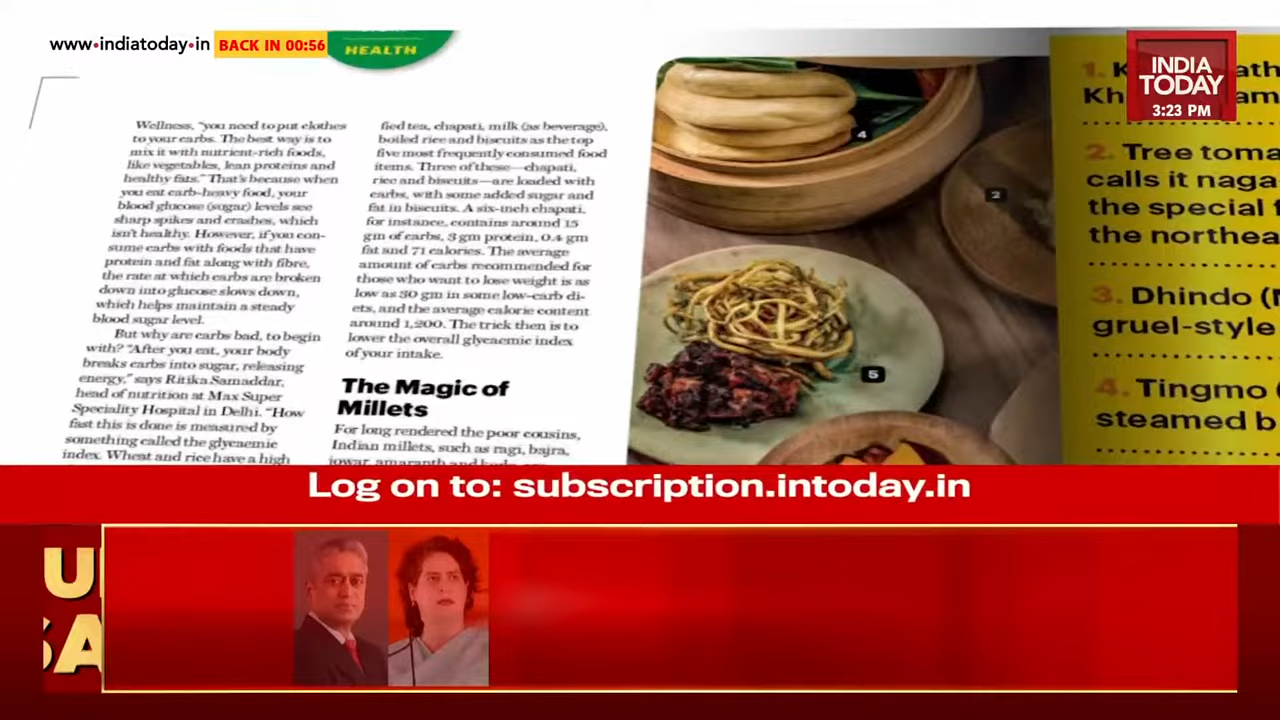 www•indiatoday•in
BACK IN 00:56
HEALTH
INDIA
TODAY
3:23 PM
Wellness, "you need to put clothes
to your carbs. The best way is to
mix it with nutrient-rich foods,
like vegetables, lean proteins and
healthy fats." That's because when
you eat carb-heavy food, your
blood glucose (sugar) levels see
sharp spikes and crashes, which
isn't healthy. However, if you con-
sume carbs with foods that have
protein and fat along with fibre,
the rate at which carbs are broken
down into glucose slows down,
which helps maintain a steady
blood sugar level.
But why are carbs bad, to begin
with? "After you eat, your body
breaks carbs into sugar, releasing
energy," says Ritika Samaddar,
head of nutrition at Max Super
Speciality Hospital in Delhi. "How
fast this is done is measured by
something called the glycaemic
index. Wheat and rice have a high
fied tea, chapati, milk (as beverage),
boiled rice and biscuits as the top
five most frequently consumed food
items. Three of these—chapati,
rice and biscuits—are loaded with
carbs, with some added sugar and
fat in biscuits. A six-inch chapati,
for instance, contains around 15
gm of carbs, 3 gm protein, 0.4 gm
fat and 71 calories. The average
amount of carbs recommended for
those who want to lose weight is as
low as 30 gm in some low-carb di-
ets, and the average calorie content
around 1,200. The trick then is to
lower the overall glycaemic index
of your intake.
The Magic of
Millets
For long rendered the poor cousins,
Indian millets, such as ragi, bajra,
jowar, amaranth and
4
2
5
1. K
Kh
2. Tree toma
calls it naga
the special
the northea
3. Dhindo (
gruel-style
4. Tingmo (
steamed b
Log on to: subscription.intoday.in
U
SA